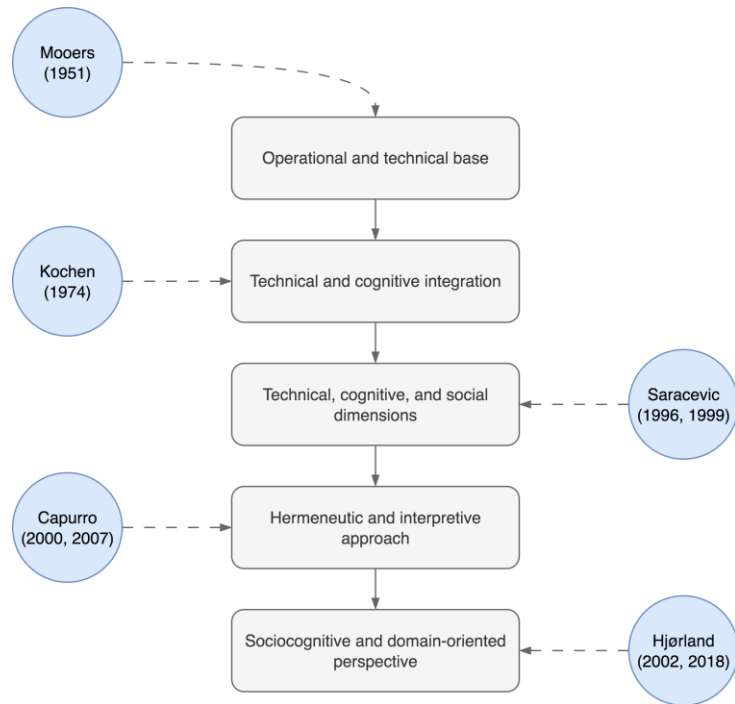 Mooers
(1951)
Operational and technical base
Kochen
(1974)
Technical and cognitive integration
Technical, cognitive, and social
dimensions
Saracevic
(1996, 1999)
Capurro
(2000, 2007)
Hermeneutic and interpretive
approach
Sociocognitive and domain-oriented
perspective
Hjørland
(2002, 2018)